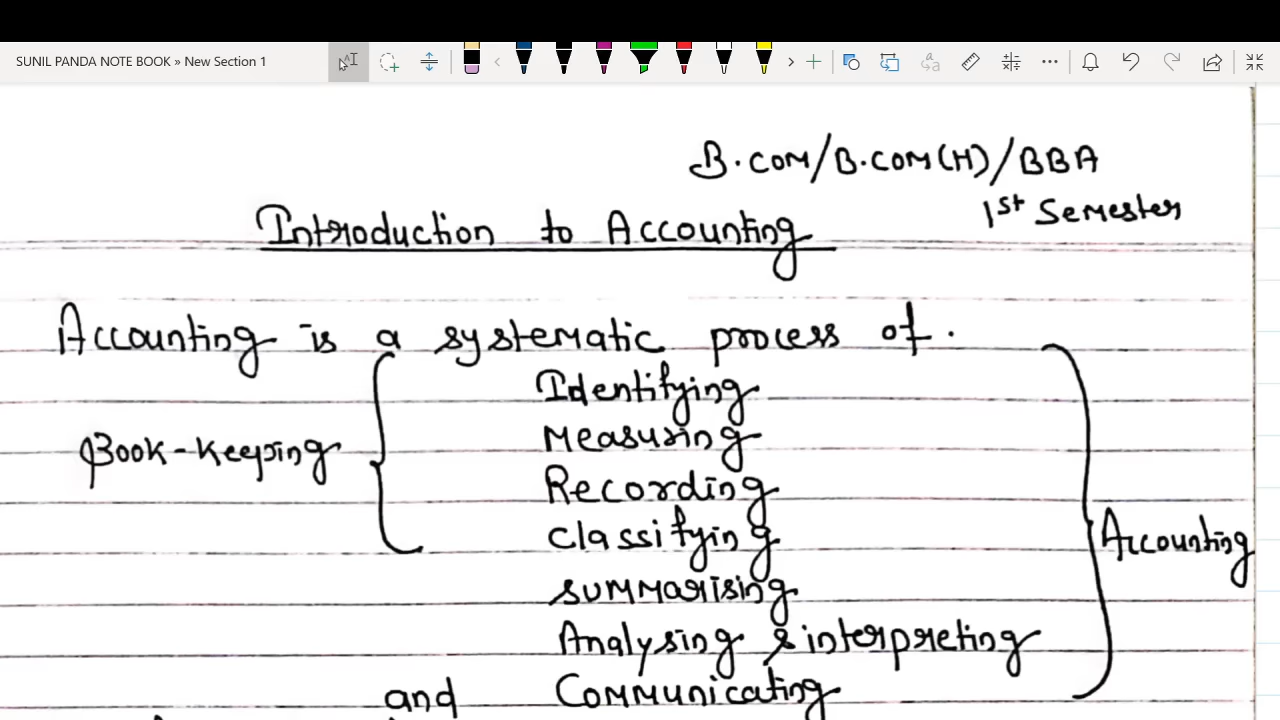 SUNIL PANDA NOTE BOOK » New Section 1
B.COM/B.COM(H)/BBA
1st Semester
Introduction to Accounting
Accounting is a systematic process of.
Identifying
Measuring
Book-Keeping
Recording
Classifying
Accounting
Summarising
Analysing & interpreting
and Communicating